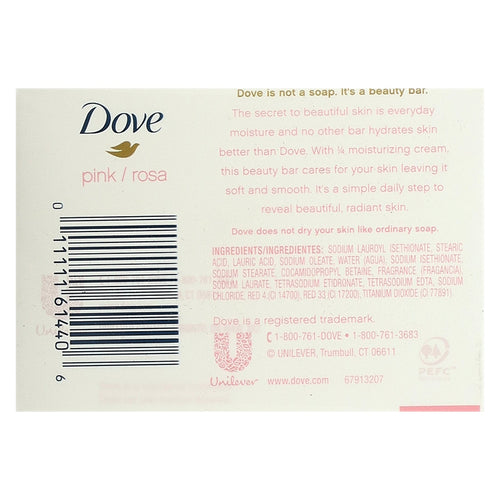 Dove
pink / rosa
0 11111 61440 6
Dove is not a soap. It's a beauty bar.
The secret to beautiful skin is everyday
moisture and no other bar hydrates skin
better than Dove. With ¼ moisturizing cream,
this beauty bar cares for your skin leaving it
soft and smooth. It's a simple daily step to
reveal beautiful, radiant skin.
Dove does not dry your skin like ordinary soap.
INGREDIENTS/INGREDIENTES: SODIUM LAUROYL ISETHIONATE, STEARIC
ACID, LAURIC ACID, SODIUM OLEATE, WATER (AGUA), SODIUM ISETHIONATE,
SODIUM STEARATE, COCAMIDOPROPYL BETAINE, FRAGRANCE (FRAGANCIA),
SODIUM LAURATE, TETRASODIUM ETIDRONATE, TETRASODIUM EDTA, SODIUM
CHLORIDE, RED 4 (CI 14700), RED 33 (CI 17200), TITANIUM DIOXIDE (CI 77891).
Dove is a registered trademark.
1-800-761-DOVE • 1-800-761-3683
© UNILEVER, Trumbull, CT 06611
Unilever
www.dove.com 67913207
PEFC